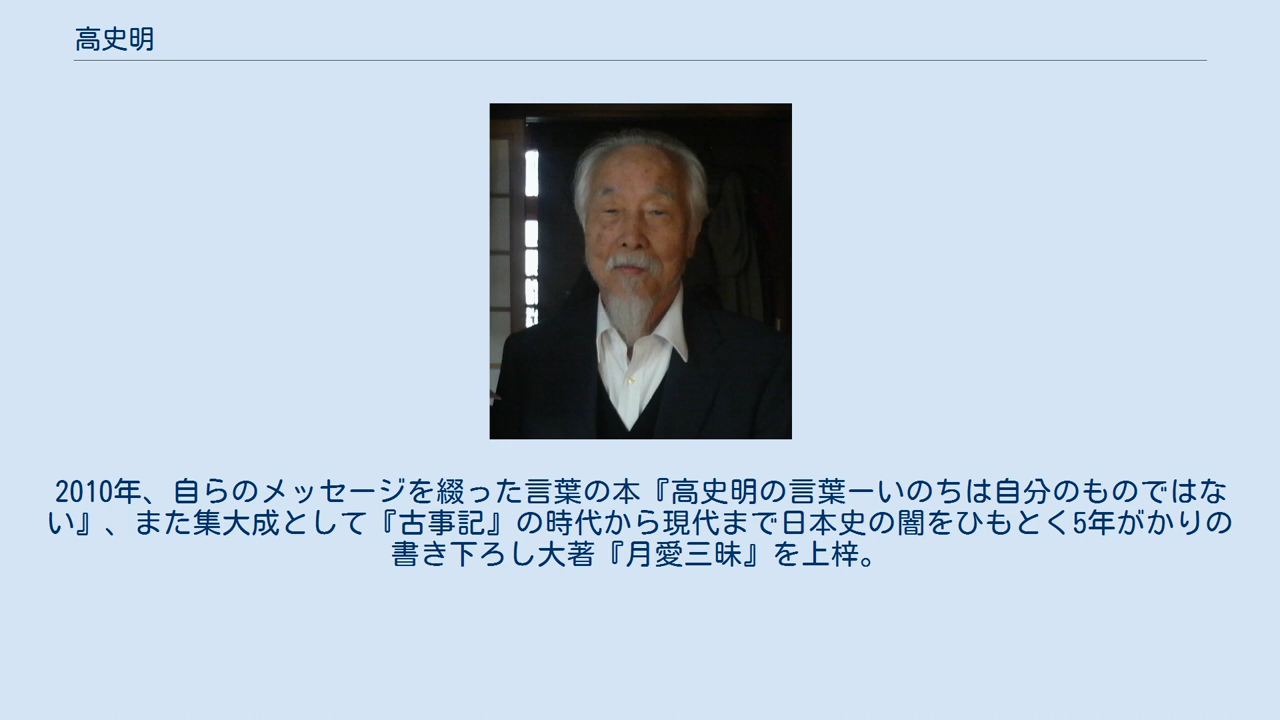 高史明
2010年、自らのメッセージを綴った言葉の本『高史明の言葉ーいのちは自分のものではな
い』、また集大成として『古事記』の時代から現代まで日本史の闇をひもとく5年がかりの
書き下ろし大著『月愛三昧』を上梓。